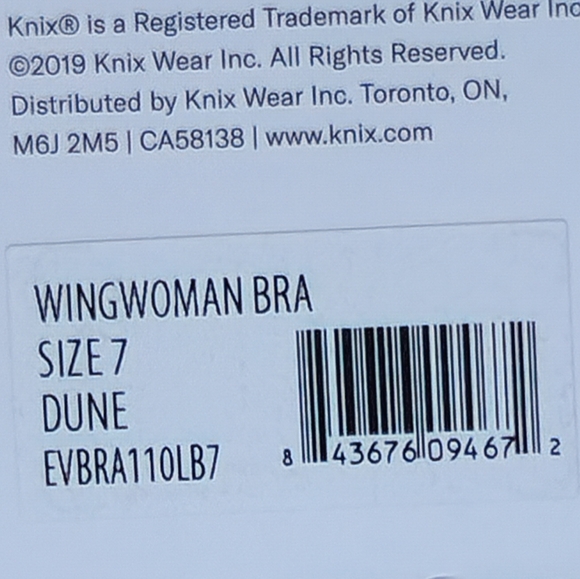 Knix® is a Registered Trademark of Knix Wear Inc
©2019 Knix Wear Inc. All Rights Reserved.
Distributed by Knix Wear Inc. Toronto, ON,
M6J 2M5 | CA58138 | www.knix.com
WINGWOMAN BRA
SIZE 7
DUNE
EVBRA110LB7
8 43676 09467 2